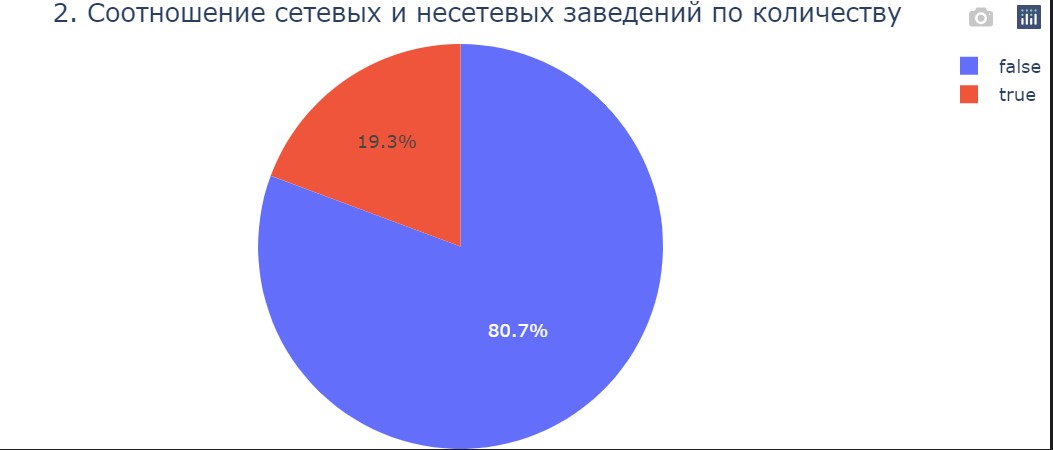 2. Соотношение сетевых и несетевых заведений по количеству
false
true
19.3%
80.7%